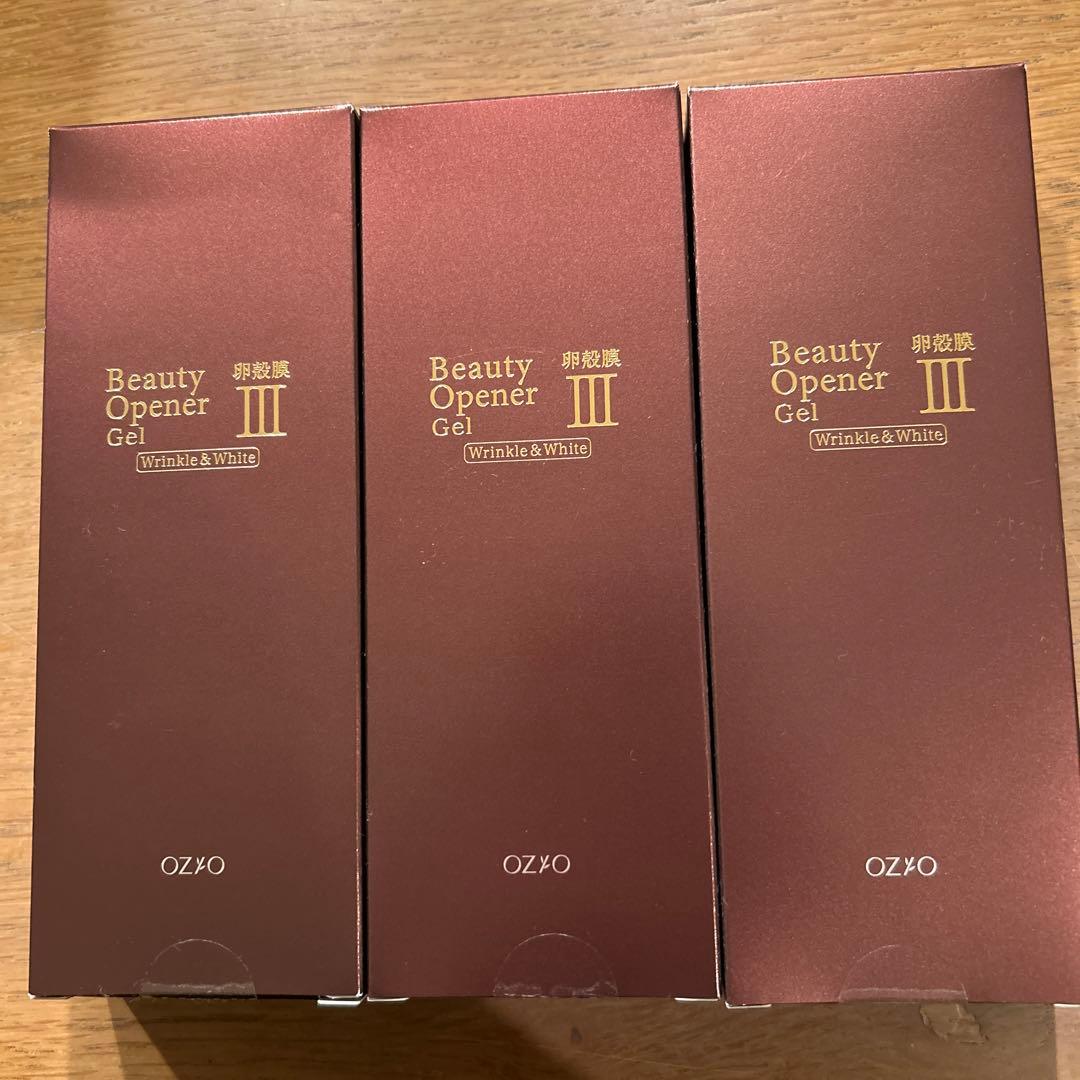 Beauty
Opener
Gel
卵殻膜
III
Wrinkle & White
OZIO
Beauty
Opener
Gel
卵殻膜
III
Wrinkle & White
OZIO
Beauty
Opener
Gel
卵殻膜
III
Wrinkle & White
OZIO